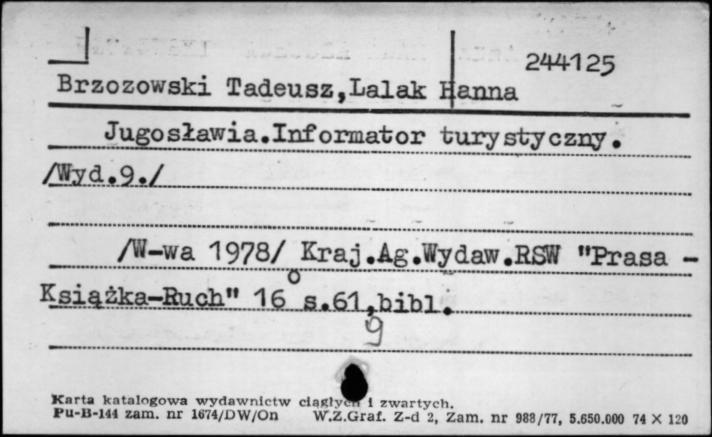 244125
Brzozowski Tadeusz,Lalak Hanna
Jugosławia.Informator turystyczny.
/Wyd.9./
/W-wa 1978/ Kraj.Ag.Wydaw.RSW "Prasa -
Książka-Ruch" 16° s.61,bibl.
9
Karta katalogowa wydawnictw ciągłych i zwartych.
Pu-B-144 zam. nr 1674/DW/On W.Z.Graf. Z-d 2, Zam. nr 988/77, 5.650.000 74 X 120